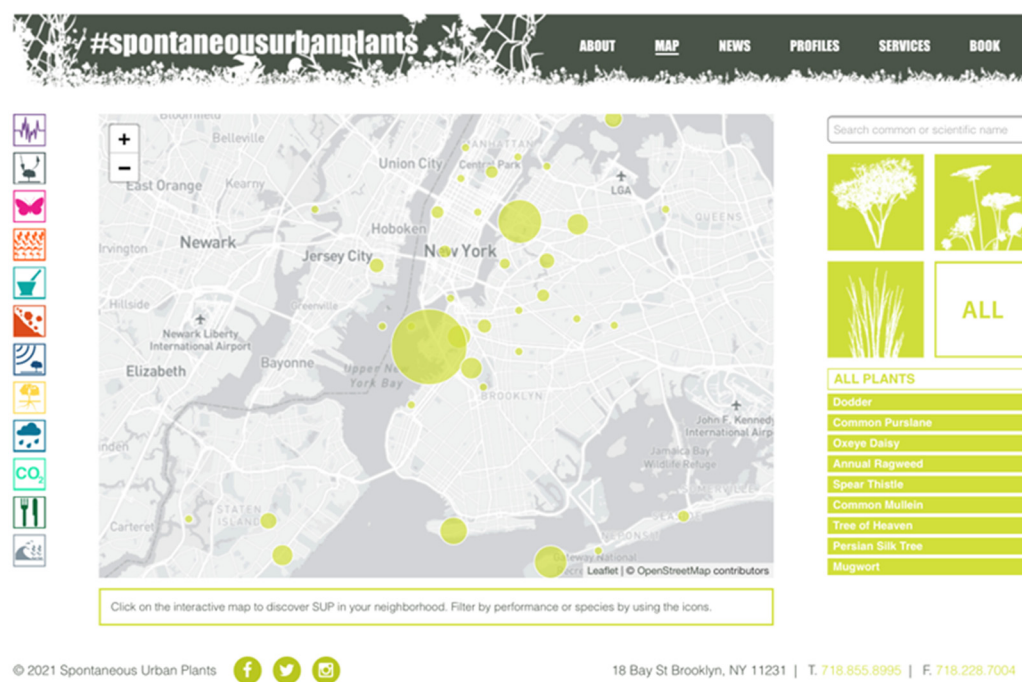 #spontaneousurbanplants
ABOUT MAP NEWS PROFILES SERVICES BOOK
Bloomfield
Belleville
MANHATTAN
Union City
Central Park
East Orange
Kearny
LGA
Irvington
Newark
Hoboken
QUEENS
Jersey City
New York
Hillside
Greenville
Newark Liberty
International Airport
Elizabeth
Bayonne
Upper New
York Bay
BROOKLYN
John F. Kennedy
International Airp
Jamaica Bay
Wildlife Refuge
Carteret
STATEN
ISLAND
Gateway National
Leaflet | © OpenStreetMap contributors
+
−
CO2
Search common or scientific name
ALL
ALL PLANTS
Dodder
Common Purslane
Oxeye Daisy
Annual Ragweed
Spear Thistle
Common Mullein
Tree of Heaven
Persian Silk Tree
Mugwort
Click on the interactive map to discover SUP in your neighborhood. Filter by performance or species by using the icons.
© 2021 Spontaneous Urban Plants
18 Bay St Brooklyn, NY 11231 | T. 718.855.8995 | F. 718.228.7004